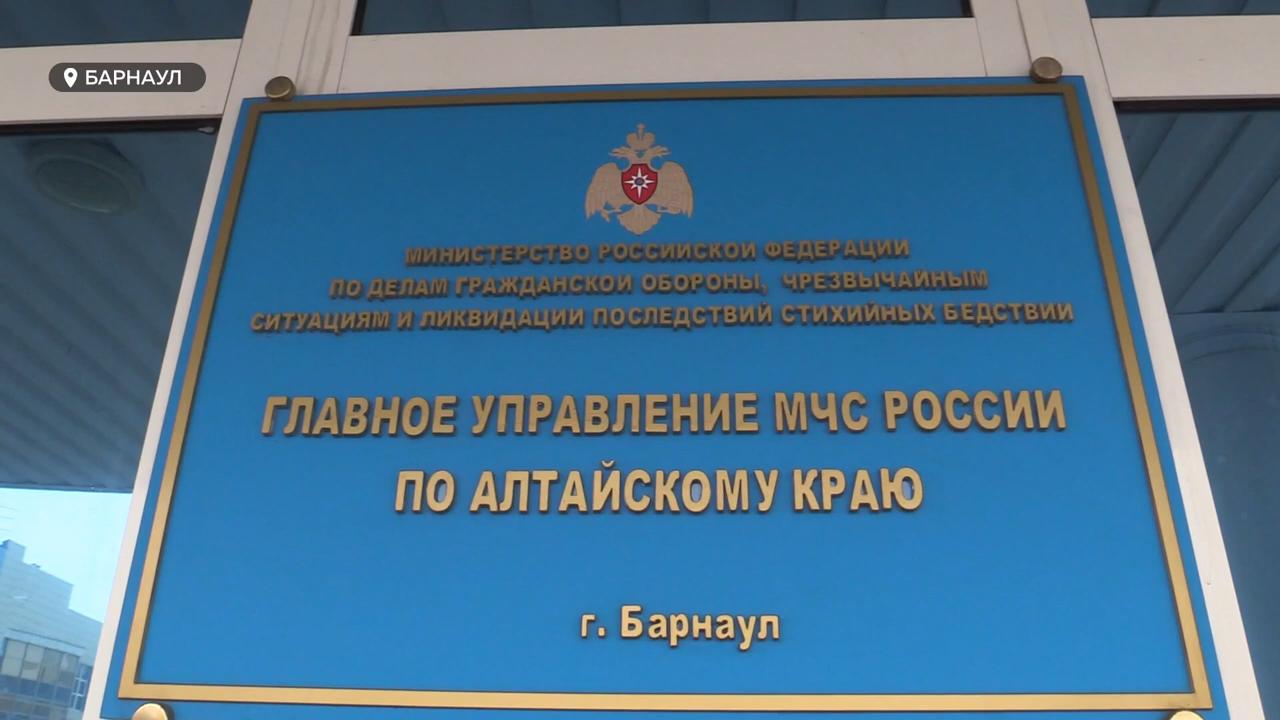 БАРНАУЛ
МИНИСТЕРСТВО РОССИЙСКОЙ ФЕДЕРАЦИИ
ПО ДЕЛАМ ГРАЖДАНСКОЙ ОБОРОНЫ, ЧРЕЗВЫЧАЙНЫМ
СИТУАЦИЯМ И ЛИКВИДАЦИИ ПОСЛЕДСТВИЙ СТИХИЙНЫХ БЕДСТВИЙ
ГЛАВНОЕ УПРАВЛЕНИЕ МЧС РОССИИ
ПО АЛТАЙСКОМУ КРАЮ
г. Барнаул